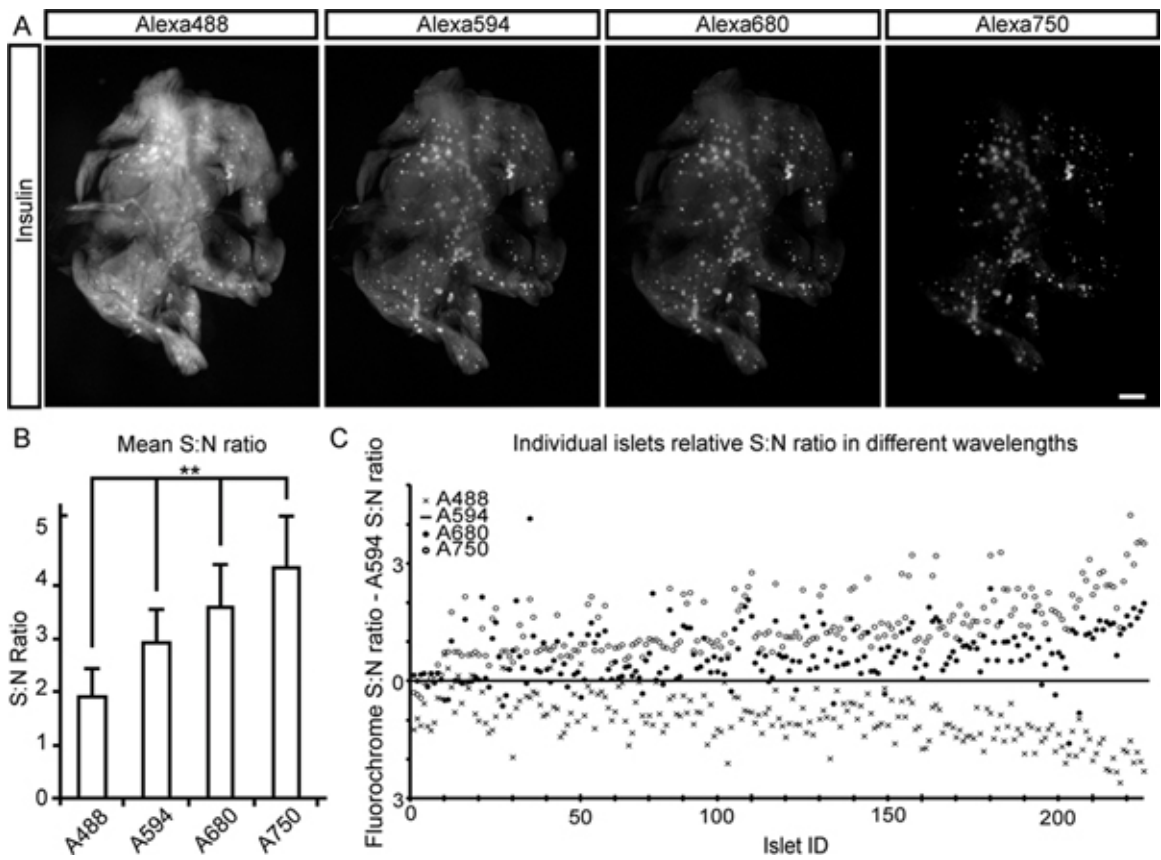 A
Alexa488
Alexa594
Alexa680
Alexa750
Insulin
B
Mean S:N ratio
**
S:N Ratio
5
4
3
2
1
0
A488
A594
A680
A750
C
Individual islets relative S:N ratio in different wavelengths
Fluorochrome S:N ratio - A594 S:N ratio
A488
A594
A680
A750
3
0
3
0
50
100
150
200
Islet ID